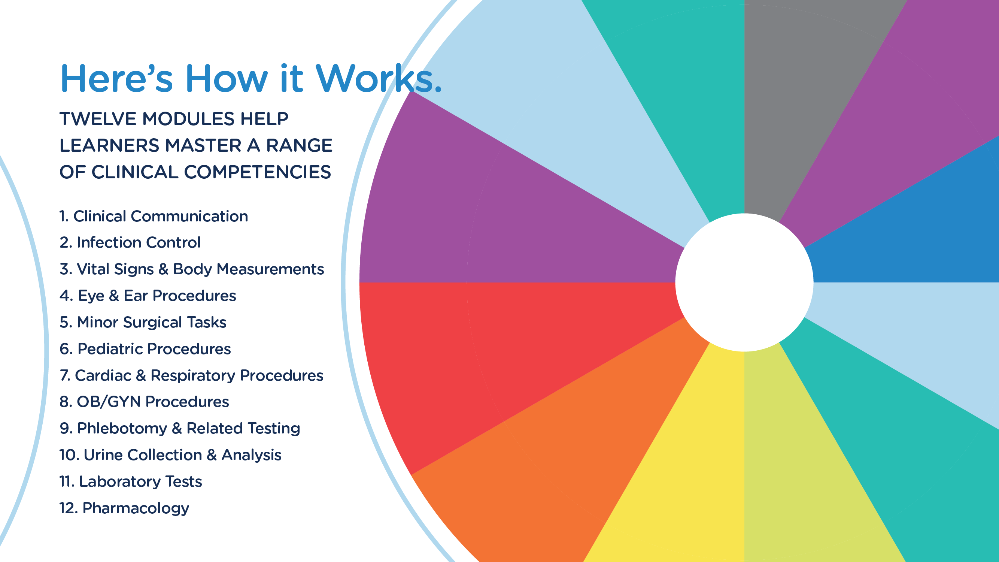 Here’s How it Works.
TWELVE MODULES HELP
LEARNERS MASTER A RANGE
OF CLINICAL COMPETENCIES
1. Clinical Communication
2. Infection Control
3. Vital Signs & Body Measurements
4. Eye & Ear Procedures
5. Minor Surgical Tasks
6. Pediatric Procedures
7. Cardiac & Respiratory Procedures
8. OB/GYN Procedures
9. Phlebotomy & Related Testing
10. Urine Collection & Analysis
11. Laboratory Tests
12. Pharmacology